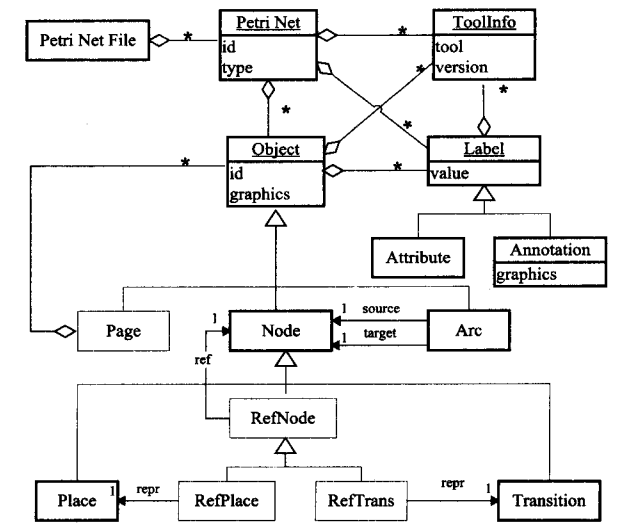 Petri Net File
*
Petri Net
id
type
*
ToolInfo
tool
version
*
*
*
*
Object
id
graphics
*
*
Label
value
Attribute
Annotation
graphics
Page
1
Node
1
source
1
target
Arc
ref
RefNode
Place
1
repr
RefPlace
RefTrans
repr
1
Transition